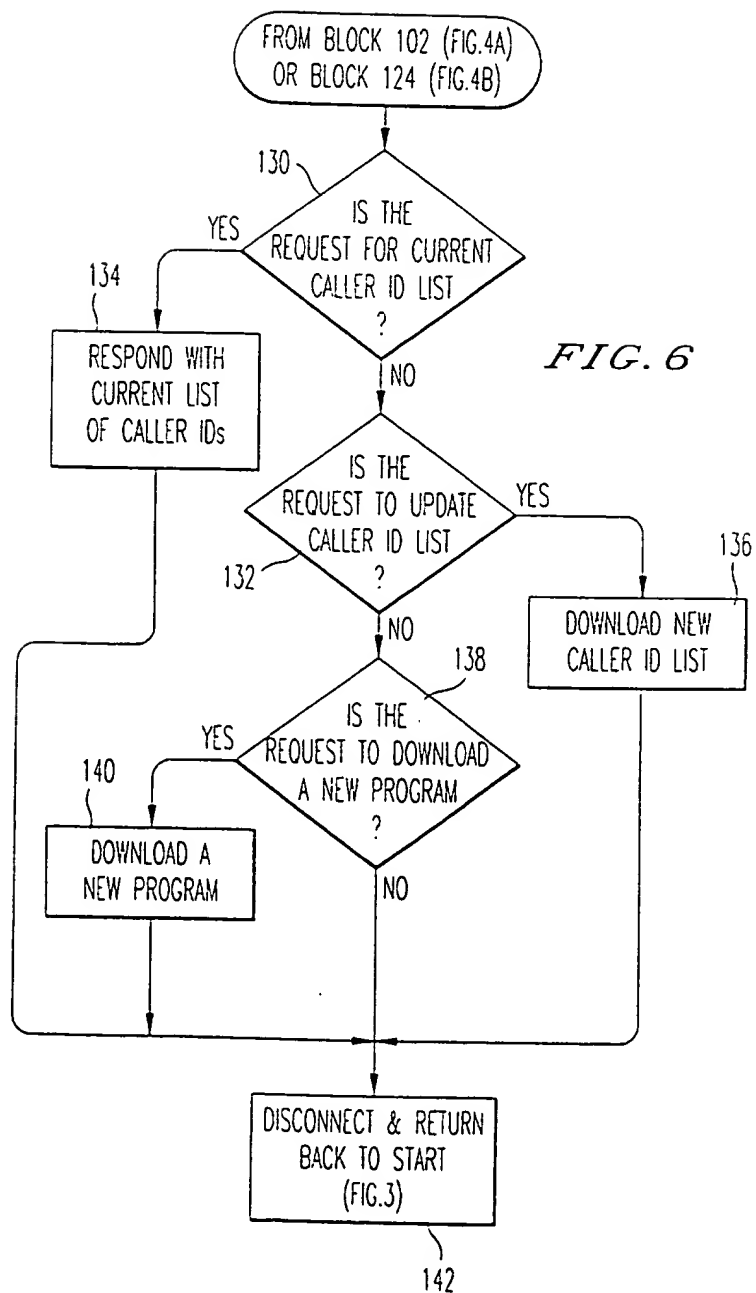 FROM BLOCK 102 (FIG.4A)
OR BLOCK 124 (FIG.4B)
130
IS THE
REQUEST FOR CURRENT
CALLER ID LIST
?
YES
NO
134
RESPOND WITH
CURRENT LIST
OF CALLER IDs
FIG. 6
IS THE
REQUEST TO UPDATE
CALLER ID LIST
?
132
YES
NO
136
DOWNLOAD NEW
CALLER ID LIST
138
IS THE
REQUEST TO DOWNLOAD
A NEW PROGRAM
?
YES
NO
140
DOWNLOAD A
NEW PROGRAM
DISCONNECT & RETURN
BACK TO START
(FIG.3)
142